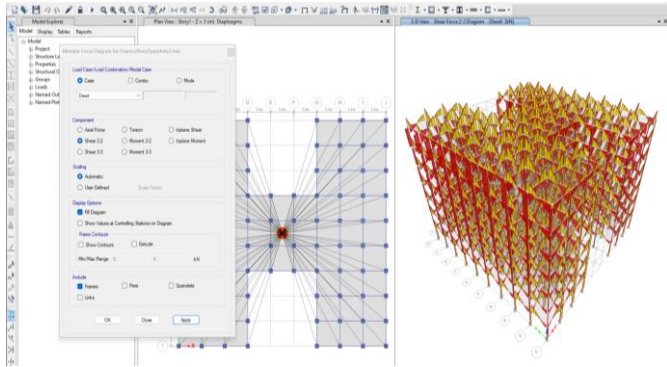 Model Explorer
Model Display Tables Reports
Model
Project
Structure La
Properties
Structural O
Groups
Loads
Named Out
Named Plot
Plan View - Story1 - Z = 3 (m) Diaphragms
3-D View Shear Force 2-2 Diagram (Dead) [kN]
Member Force Diagram for Frames/Piers/Spandrels/Links
Load Case/Load Combination/Modal Case
Case Combo Mode
Dead
Component
Axial Force Torsion Inplane Shear
Shear 2-2 Moment 2-2 Inplane Moment
Shear 3-3 Moment 3-3
Scaling
Automatic
User Defined Scale Factor
Display Options
Fill Diagram
Show Values at Controlling Stations on Diagram
Frame Contours
Show Contours Extrude
Min Max Range 0 0 kN
Include
Frames Piers Spandrels
Links
OK Close Apply